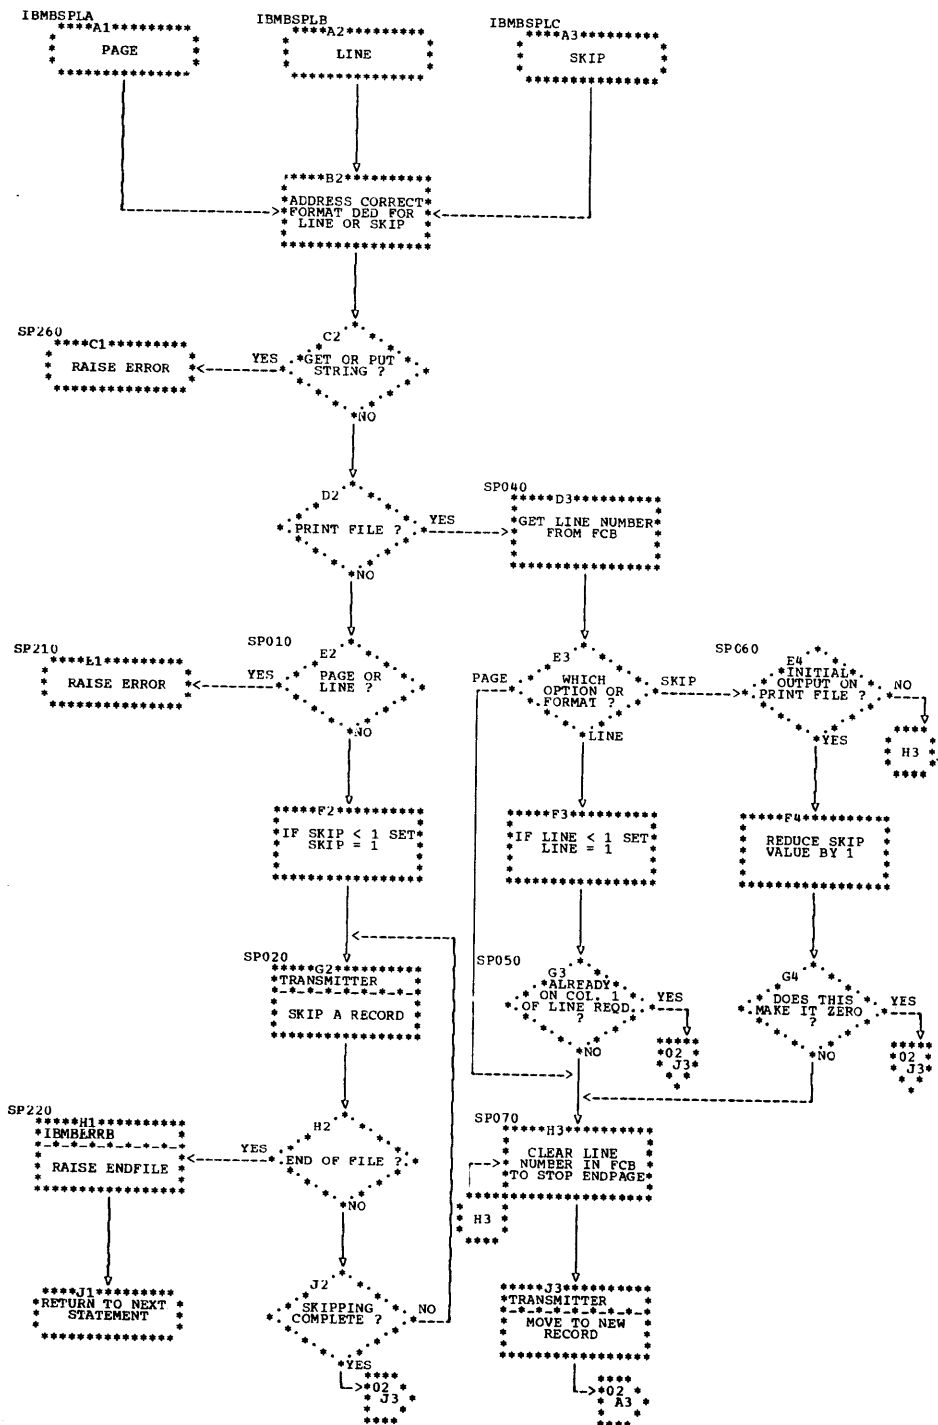 IBMBSPLA
IBMBSPLB
IBMBSPLC
****A1*********
PAGE
****A2*********
LINE
****A3*********
SKIP
****B2**********
ADDRESS CORRECT
FORMAT DED FOR
LINE OR SKIP
SP260
****C1*********
RAISE ERROR
YES
C2
GET OR PUT
STRING ?
NO
D2
PRINT FILE ?
YES
NO
SP040
*****D3**********
GET LINE NUMBER
FROM FCB
SP210
RAISE ERROR
YES
SP010
E2
PAGE OR
LINE ?
NO
PAGE
E3
WHICH
OPTION OR
FORMAT ?
SKIP
LINE
SP060
E4
INITIAL
OUTPUT ON
PRINT FILE ?
NO
YES
H3
*****F2**********
IF SKIP < 1 SET
SKIP = 1
*****F3**********
IF LINE < 1 SET
LINE = 1
*****F4**********
REDUCE SKIP
VALUE BY 1
SP020
*****G2**********
TRANSMITTER
SKIP A RECORD
SP050
G3
ALREADY
ON COL. 1
OF LINE REQD.
?
YES
NO
02
J3
G4
DOES THIS
MAKE IT ZERO
?
YES
NO
02
J3
SP220
*****H1**********
IBMBERRB
RAISE ENDFILE
YES
H2
END OF FILE ?
NO
SP070
*****H3**********
CLEAR LINE
NUMBER IN FCB
TO STOP ENDPAGE
H3
****J1*********
RETURN TO NEXT
STATEMENT
J2
SKIPPING
COMPLETE ?
NO
YES
02
J3
*****J3**********
TRANSMITTER
MOVE TO NEW
RECORD
02
A3